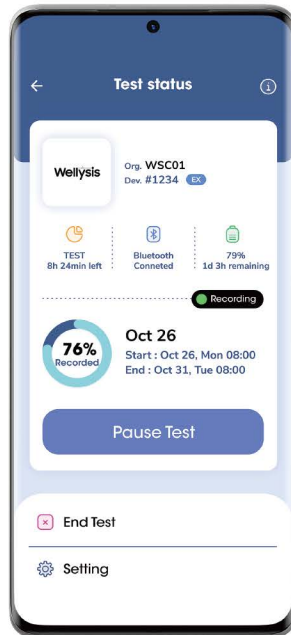 Test status
Wellysis
Org. WSC01
Dev. #1234 EX
TEST
8h 24min left
Bluetooth
Conneted
79%
1d 3h remaining
Recording
76%
Recorded
Oct 26
Start : Oct 26, Mon 08:00
End : Oct 31, Tue 08:00
Pause Test
End Test
Setting